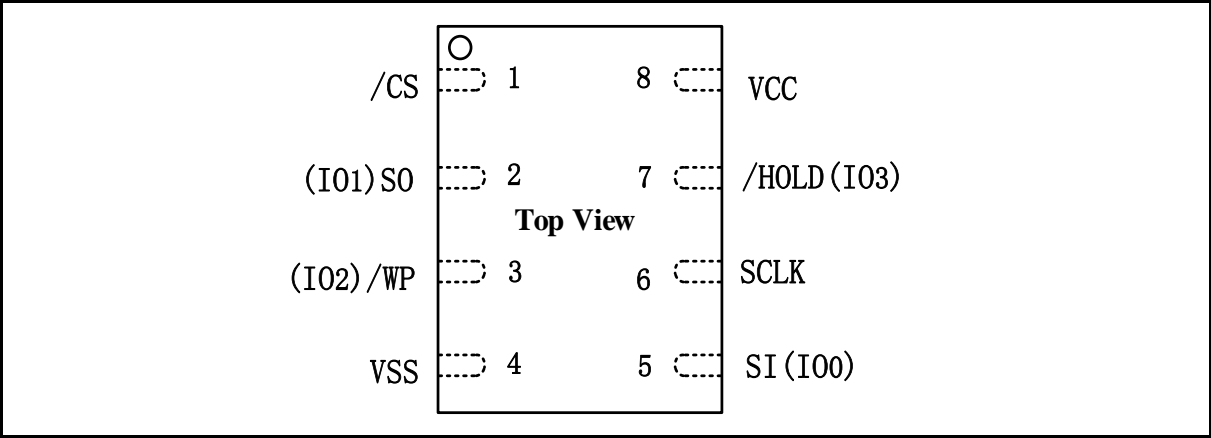 /CS 1 8 VCC
(IO1)SO 2 7 /HOLD(IO3)
Top View
(IO2)/WP 3 6 SCLK
VSS 4 5 SI(IO0)